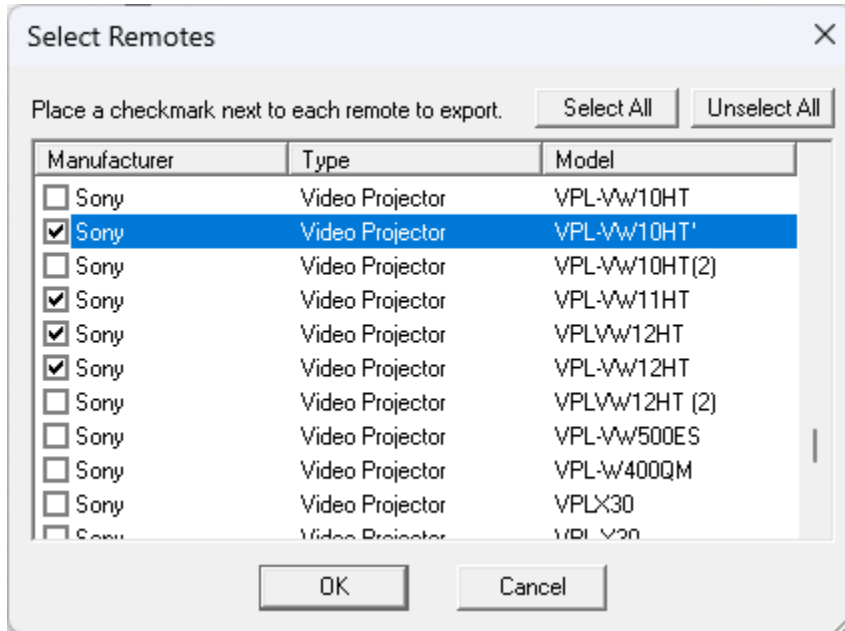 Select Remotes
Place a checkmark next to each remote to export. Select All Unselect All
Manufacturer Type Model
Sony Video Projector VPL-VW10HT
Sony Video Projector VPL-VW10HT'
Sony Video Projector VPL-VW10HT(2)
Sony Video Projector VPL-VW11HT
Sony Video Projector VPLVW12HT
Sony Video Projector VPL-VW12HT
Sony Video Projector VPLVW12HT (2)
Sony Video Projector VPL-VW500ES
Sony Video Projector VPL-W400QM
Sony Video Projector VPLX30
Sony Video Projector
OK Cancel